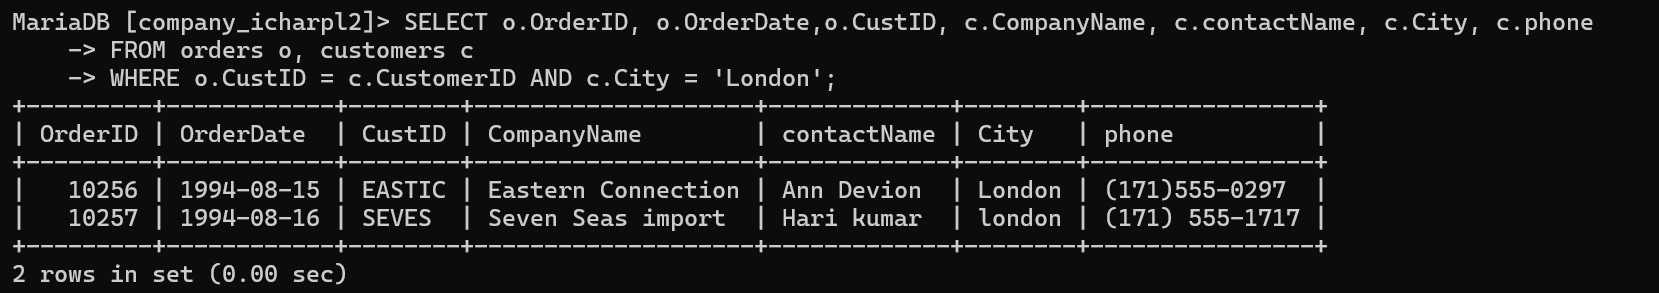 MariaDB [company_icharpl2]> SELECT o.OrderID, o.OrderDate,o.CustID, c.CompanyName, c.contactName, c.City, c.phone
    -> FROM orders o, customers c
    -> WHERE o.CustID = c.CustomerID AND c.City = 'London';
+---------+------------+--------+--------------------+-------------+--------+----------------+
| OrderID | OrderDate  | CustID | CompanyName        | contactName | City   | phone          |
+---------+------------+--------+--------------------+-------------+--------+----------------+
|   10256 | 1994-08-15 | EASTIC | Eastern Connection | Ann Devion  | London | (171)555-0297  |
|   10257 | 1994-08-16 | SEVES  | Seven Seas import  | Hari kumar  | london | (171) 555-1717 |
+---------+------------+--------+--------------------+-------------+--------+----------------+
2 rows in set (0.00 sec)